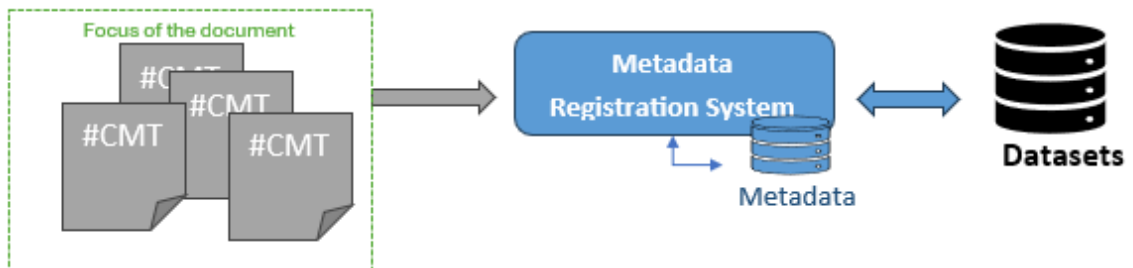 Focus of the document
#CMT
#CMT
#CMT
#CMT
Metadata
Registration System
Metadata
Datasets